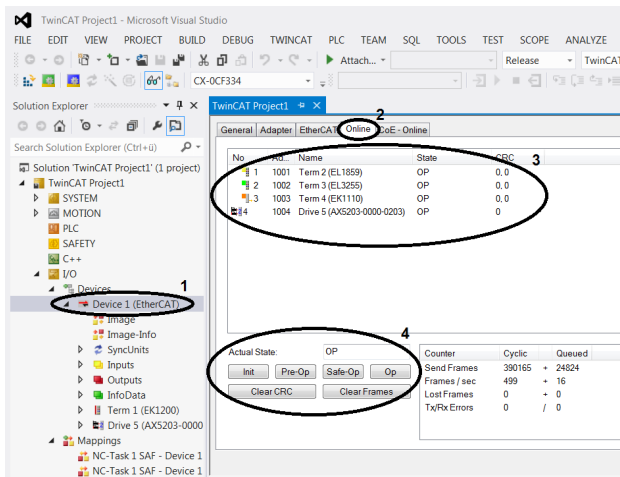 TwinCAT Project1 - Microsoft Visual Studio
FILE EDIT VIEW PROJECT BUILD DEBUG TWINCAT PLC TEAM SQL TOOLS TEST SCOPE ANALYZE
Attach... Release TwinCA
CX-0CF334
Solution Explorer
TwinCAT Project1
2
General Adapter EtherCAT Online CoE - Online
Search Solution Explorer (Ctrl+ü)
Solution 'TwinCAT Project1' (1 project)
TwinCAT Project1
SYSTEM
MOTION
PLC
SAFETY
C++
I/O
Devices
1
Device 1 (EtherCAT)
Image
Image-Info
SyncUnits
Inputs
Outputs
InfoData
Term 1 (EK1200)
Drive 5 (AX5203-0000
Mappings
NC-Task 1 SAF - Device 1
NC-Task 1 SAF - Device 1
No Ad... Name State CRC
3
1 1001 Term 2 (EL1859) OP 0, 0
2 1002 Term 3 (EL3255) OP 0, 0
3 1003 Term 4 (EK1110) OP 0, 0
4 1004 Drive 5 (AX5203-0000-0203) OP 0
4
Actual State: OP
Init Pre-Op Safe-Op Op
Clear CRC Clear Frames
Counter Cyclic Queued
Send Frames 390165 + 24824
Frames / sec 499 + 16
Lost Frames 0 + 0
Tx/Rx Errors 0 / 0